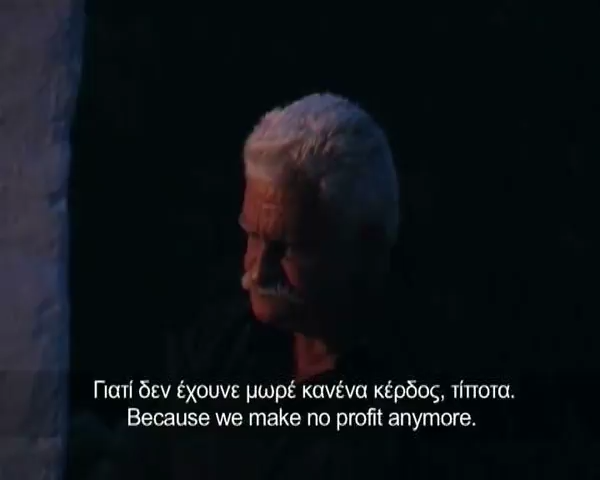 Γιατί δεν έχουνε μωρέ κανένα κέρδος, τίποτα.
Because we make no profit anymore.